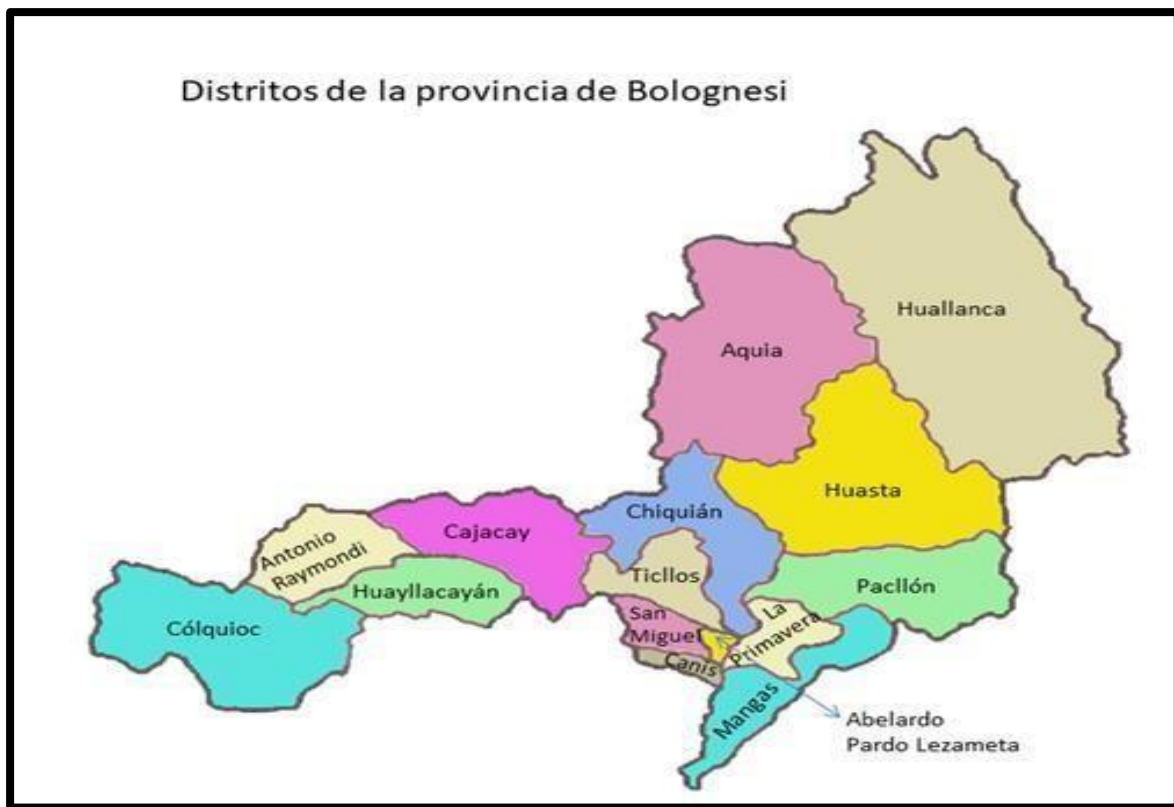 Distritos de la provincia de Bolognesi
Huallanca
Aquia
Huasta
Chiquián
Cajacay
Antonio
Raymondi
Ticllos
Pacllón
Huayllacayán
La
Primavera
San
Miguel
Cólquioc
Canis
Mangas
Abelardo
Pardo Lezameta